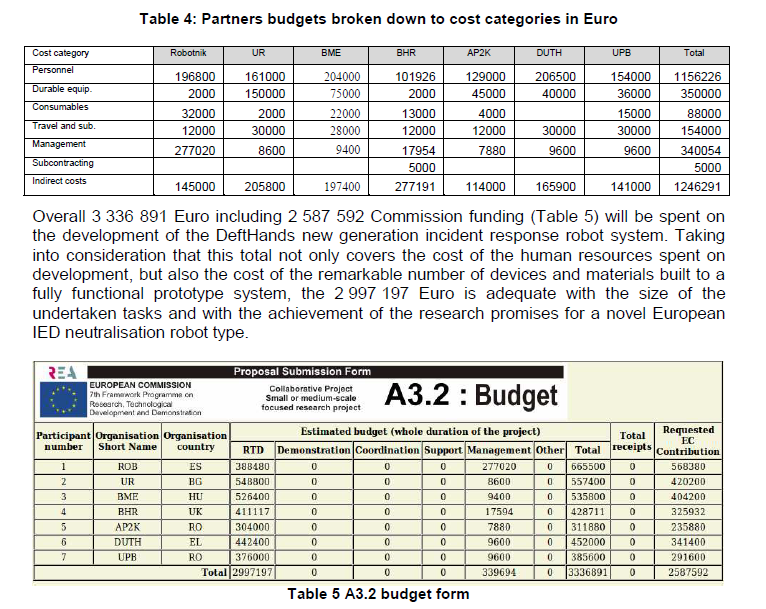 Table 4: Partners budgets broken down to cost categories in Euro
Cost category Robotnik UR BME BHR AP2K DUTH UPB Total
Personnel 196800 161000 204000 101926 129000 206500 154000 1156226
Durable equip. 2000 150000 75000 2000 45000 40000 36000 350000
Consumables 32000 2000 22000 13000 4000 15000 88000
Travel and sub. 12000 30000 28000 12000 12000 30000 30000 154000
Management 277020 8600 9400 17954 7880 9600 9600 340054
Subcontracting 5000 5000
Indirect costs 145000 205800 197400 277191 114000 165900 141000 1246291
Overall 3 336 891 Euro including 2 587 592 Commission funding (Table 5) will be spent on
the development of the DeftHands new generation incident response robot system. Taking
into consideration that this total not only covers the cost of the human resources spent on
development, but also the cost of the remarkable number of devices and materials built to a
fully functional prototype system, the 2 997 197 Euro is adequate with the size of the
undertaken tasks and with the achievement of the research promises for a novel European
IED neutralisation robot type.
REA Proposal Submission Form
EUROPEAN COMMISSION
7th Framework Programme on
Research, Technological
Development and Demonstration
Collaborative Project
Small or medium-scale
focused research project
A3.2 : Budget
Participant number Organisation Short Name Organisation country Estimated budget (whole duration of the project) Total receipts Requested EC Contribution
RTD Demonstration Coordination Support Management Other Total
1 ROB ES 388480 0 0 0 277020 0 665500 0 568380
2 UR BG 548800 0 0 0 8600 0 557400 0 420200
3 BME HU 526400 0 0 0 9400 0 535800 0 404200
4 BHR UK 411117 0 0 0 17594 0 428711 0 325932
5 AP2K RO 304000 0 0 0 7880 0 311880 0 235880
6 DUTH EL 442400 0 0 0 9600 0 452000 0 341400
7 UPB RO 376000 0 0 0 9600 0 385600 0 291600
Total 2997197 0 0 0 339694 0 3336891 0 2587592
Table 5 A3.2 budget form